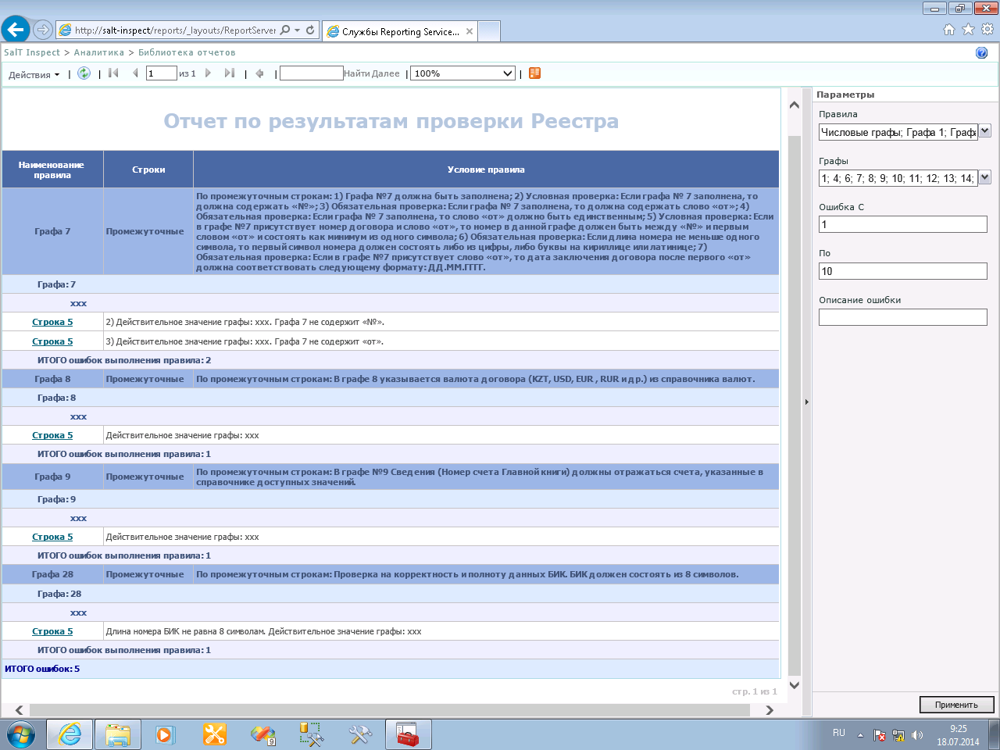 http://salt-inspect/reports/_layouts/ReportServer
Службы Reporting Service...
SalT Inspect > Аналитика > Библиотека отчетов
Действия
1
из 1
Найти Далее
100%
Отчет по результатам проверки Реестра
Наименование правила
Строки
Условие правила
Графа 7
Промежуточные
По промежуточным строкам: 1) Графа №7 должна быть заполнена; 2) Условная проверка: Если графа № 7 заполнена, то
должна содержать «№»; 3) Обязательная проверка: Если графа № 7 заполнена, то должна содержать слово «от»; 4)
Обязательная проверка: Если графа № 7 заполнена, то слово «от» должно быть единственным; 5) Условная проверка: Если
в графе №7 присутствует номер договора и слово «от», то номер в данной графе должен быть между «№» и первым
словом «от» и состоять как минимум из одного символа; 6) Обязательная проверка: Если длина номера не меньше одного
символа, то первый символ номера должен состоять либо из цифры, либо буквы на кириллице или латинице; 7)
Обязательная проверка: Если в графе №7 присутствует слово «от», то дата заключения договора после первого «от»
должна соответствовать следующему формату: ДД.ММ.ГГГГ.
Графа: 7
xxx
Строка 5
2) Действительное значение графы: xxx. Графа 7 не содержит «№».
Строка 5
3) Действительное значение графы: xxx. Графа 7 не содержит «от».
ИТОГО ошибок выполнения правила: 2
Графа 8
Промежуточные
По промежуточным строкам: В графе 8 указывается валюта договора (KZT, USD, EUR , RUR и др.) из справочника валют.
Графа: 8
xxx
Строка 5
Действительное значение графы: xxx
ИТОГО ошибок выполнения правила: 1
Графа 9
Промежуточные
По промежуточным строкам: В графе №9 Сведения (Номер счета Главной книги) должны отражаться счета, указанные в
справочнике доступных значений.
Графа: 9
xxx
Строка 5
Действительное значение графы: xxx
ИТОГО ошибок выполнения правила: 1
Графа 28
Промежуточные
По промежуточным строкам: Проверка на корректность и полноту данных БИК. БИК должен состоять из 8 символов.
Графа: 28
xxx
Строка 5
Длина номера БИК не равна 8 символам. Действительное значение графы: xxx
ИТОГО ошибок выполнения правила: 1
ИТОГО ошибок: 5
стр. 1 из 1
Параметры
Правила
Числовые графы; Графа 1; Графа
Графы
1; 4; 6; 7; 8; 9; 10; 11; 12; 13; 14;
Ошибка С
1
По
10
Описание ошибки
Применить
9
RU
9:25
18.07.2014